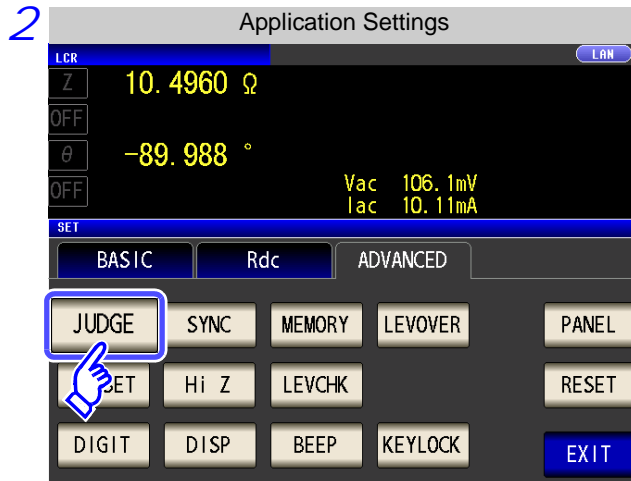 2
Application Settings
LCR
LAN
Z 10.4960 Ω
OFF
θ -89.988 °
OFF
Vac 106.1mV
Iac 10.11mA
SET
BASIC Rdc ADVANCED
JUDGE SYNC MEMORY LEVOVER PANEL
SET Hi Z LEVCHK RESET
DIGIT DISP BEEP KEYLOCK EXIT